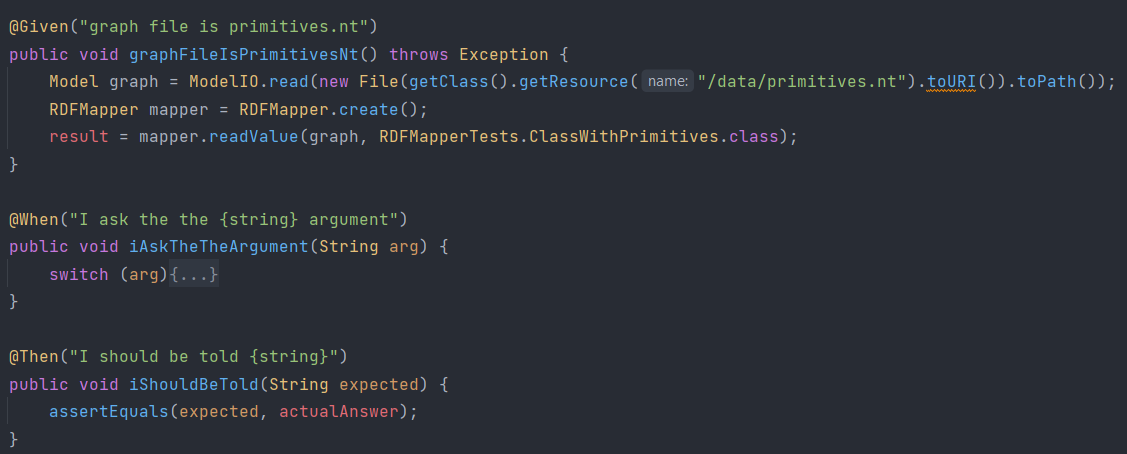 @Given("graph file is primitives.nt")
public void graphFileIsPrimitivesNt() throws Exception {
    Model graph = ModelIO.read(new File(getClass().getResource( name: "/data/primitives.nt").toURI()).toPath());
    RDFMapper mapper = RDFMapper.create();
    result = mapper.readValue(graph, RDFMapperTests.ClassWithPrimitives.class);
}
@When("I ask the the {string} argument")
public void iAskTheTheArgument(String arg) {
    switch (arg){...}
}
@Then("I should be told {string}")
public void iShouldBeTold(String expected) {
    assertEquals(expected, actualAnswer);
}